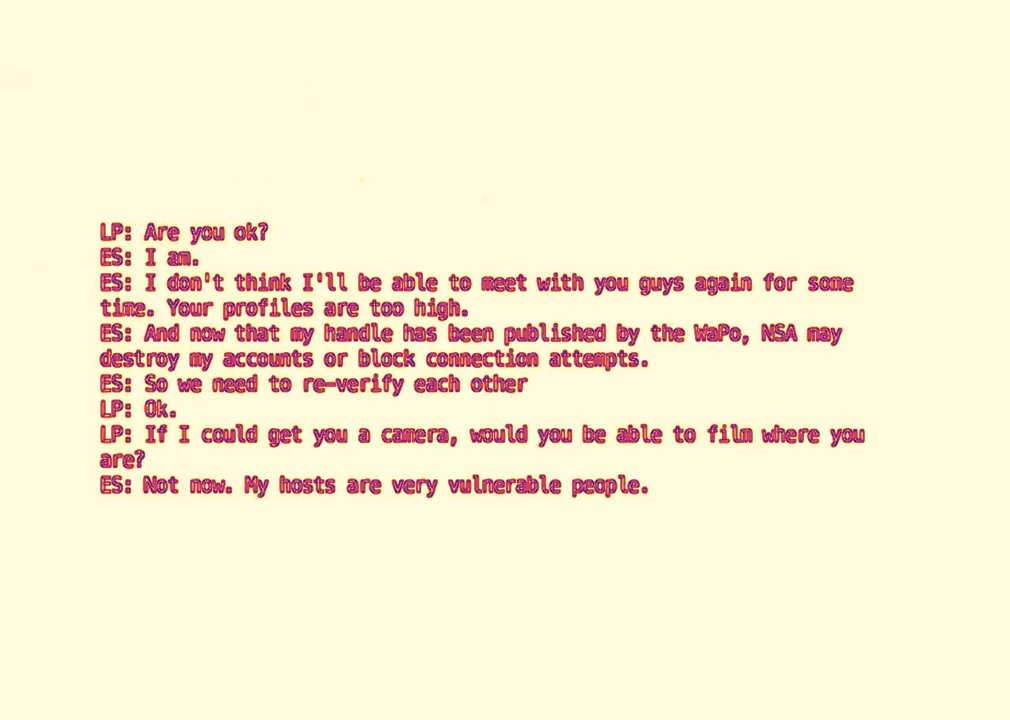 LP: Are you ok?
ES: I am.
ES: I don't think I'll be able to meet with you guys again for some
time. Your profiles are too high.
ES: And now that my handle has been published by the WaPo, NSA may
destroy my accounts or block connection attempts.
ES: So we need to re-verify each other
LP: Ok.
LP: If I could get you a camera, would you be able to film where you
are?
ES: Not now. My hosts are very vulnerable people.